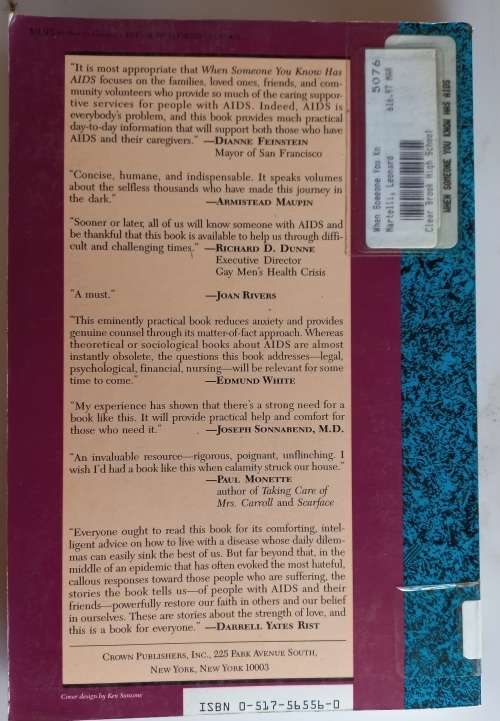 "It is most appropriate that When Someone You Know Has
AIDS focuses on the families, loved ones, friends, and com-
munity volunteers who provide so much of the caring suppor-
tive services for people with AIDS. Indeed, AIDS is
everybody's problem, and this book provides much practical
day-to-day information that will support both those who have
AIDS and their caregivers." —DIANNE FEINSTEIN
Mayor of San Francisco
"Concise, humane, and indispensable. It speaks volumes
about the selfless thousands who have made this journey in
the dark." —ARMISTEAD MAUPIN
"Sooner or later, all of us will know someone with AIDS and
be thankful that this book is available to help us through diffi-
cult and challenging times." —RICHARD D. DUNNE
Executive Director
Gay Men's Health Crisis
"A must." —JOAN RIVERS
"This eminently practical book reduces anxiety and provides
genuine counsel through its matter-of-fact approach. Whereas
theoretical or sociological books about AIDS are almost
instantly obsolete, the questions this book addresses—legal,
psychological, financial, nursing—will be relevant for some
time to come." —EDMUND WHITE
"My experience has shown that there's a strong need for a
book like this. It will provide practical help and comfort for
those who need it." —JOSEPH SONNABEND, M.D.
"An invaluable resource—rigorous, poignant, unflinching. I
wish I'd had a book like this when calamity struck our house."
—PAUL MONETTE
author of Taking Care of
Mrs. Carroll and Scarface
"Everyone ought to read this book for its comforting, intel-
ligent advice on how to live with a disease whose daily dilem-
mas can easily sink the best of us. But far beyond that, in the
middle of an epidemic that has often evoked the most hateful,
callous responses toward those people who are suffering, the
stories the book tells us—of people with AIDS and their
friends—powerfully restore our faith in others and our belief
in ourselves. These are stories about the strength of love, and
this is a book for everyone." —DARRELL YATES RIST
CROWN PUBLISHERS, INC., 225 PARK AVENUE SOUTH,
NEW YORK, NEW YORK 10003
Cover design by Ken Sansone
ISBN 0-517-56556-0
When Someone You Kn
Martelli, Leonard
Clear Brook High School
5076
616.97 MAR
WHEN SOMEONE YOU KNOW HAS AIDS